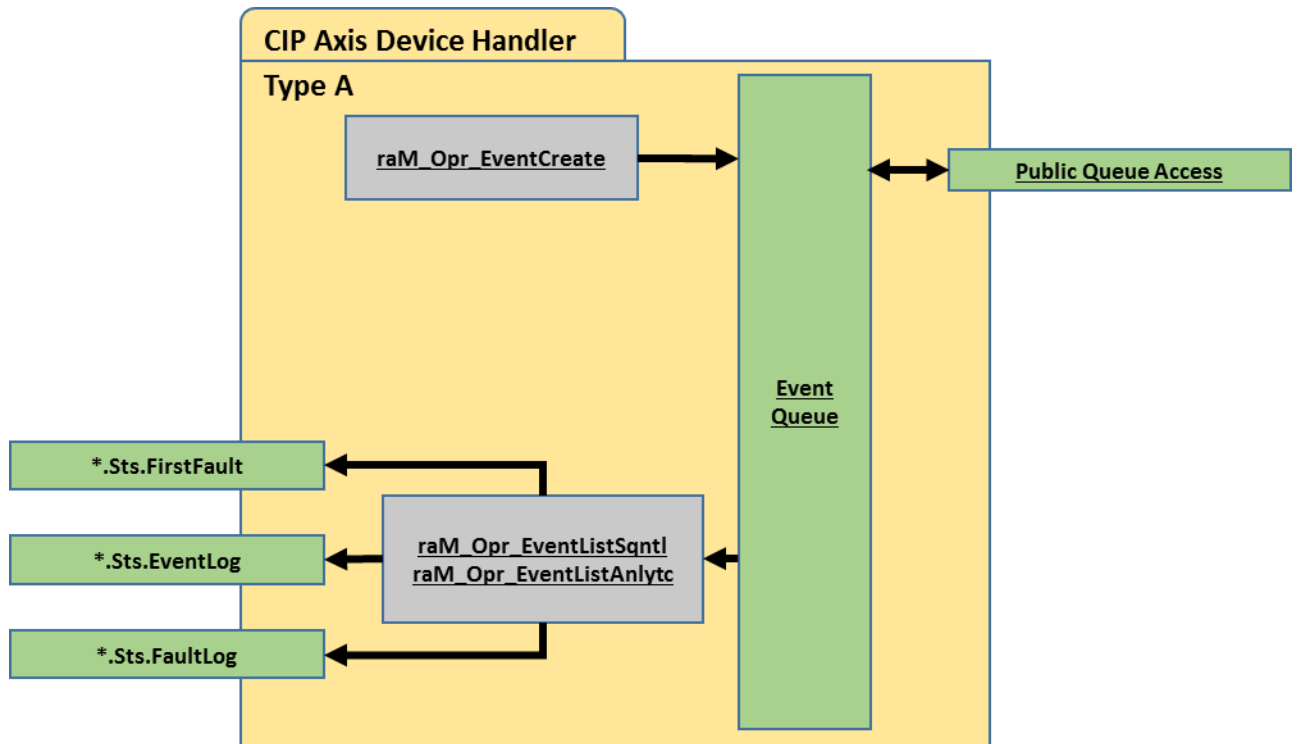 CIP Axis Device Handler
Type A
raM_Opr_EventCreate
Public Queue Access
Event
Queue
*.Sts.FirstFault
*.Sts.EventLog
*.Sts.FaultLog
raM_Opr_EventListSqntl
raM_Opr_EventListAnlytc